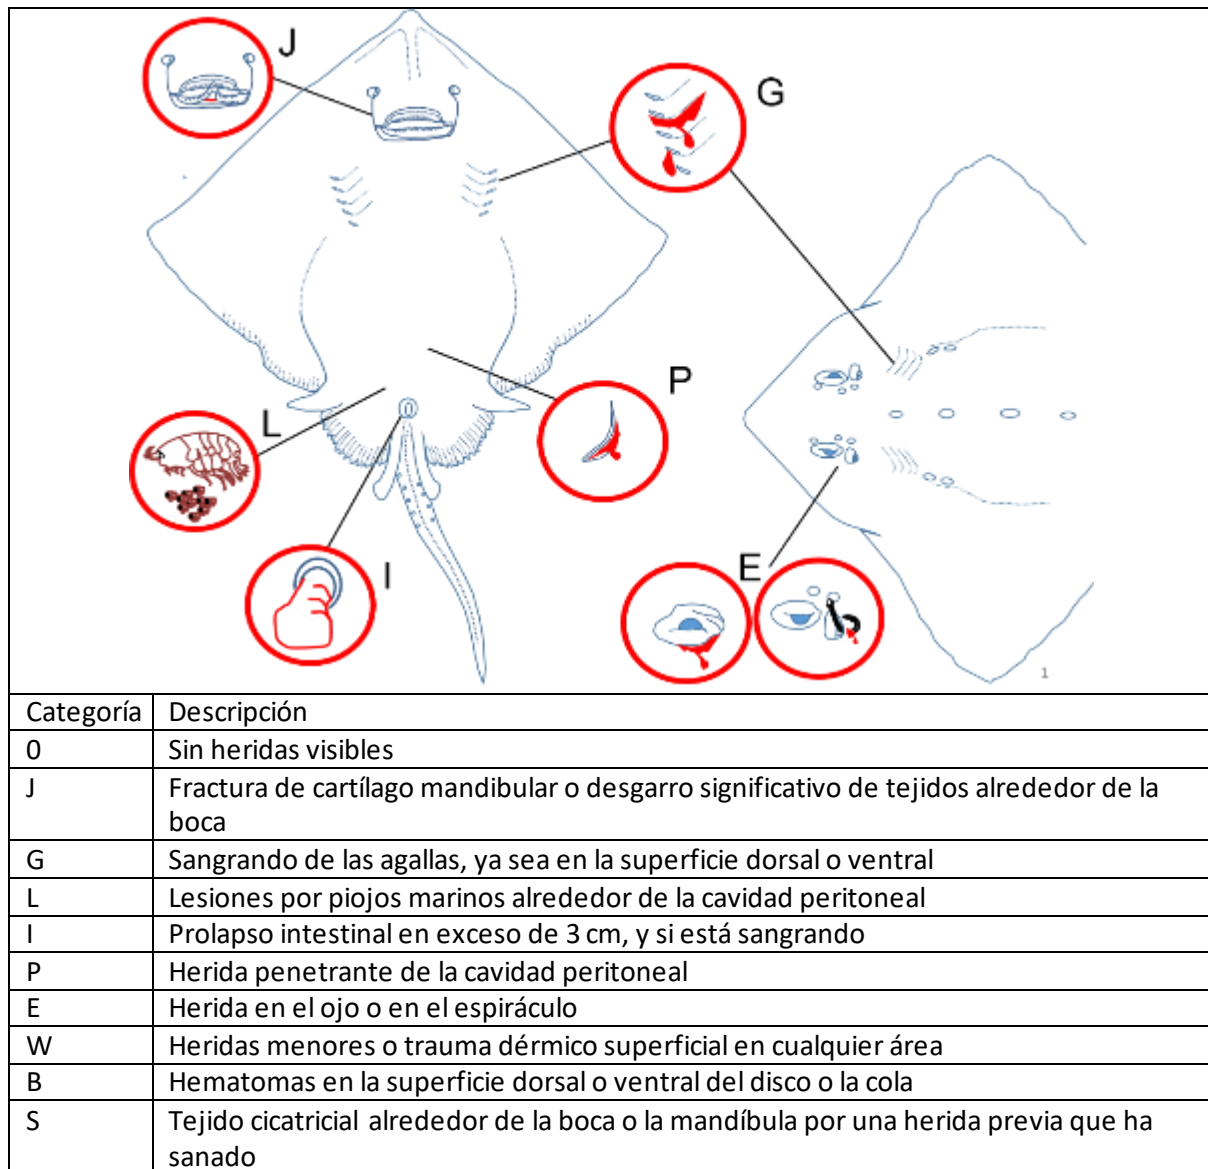 J
G
P
L
I
E
1
Categoría Descripción
0 Sin heridas visibles
J Fractura de cartílago mandibular o desgarro significativo de tejidos alrededor de la
boca
G Sangrando de las agallas, ya sea en la superficie dorsal o ventral
L Lesiones por piojos marinos alrededor de la cavidad peritoneal
I Prolapso intestinal en exceso de 3 cm, y si está sangrando
P Herida penetrante de la cavidad peritoneal
E Herida en el ojo o en el espiráculo
W Heridas menores o trauma dérmico superficial en cualquier área
B Hematomas en la superficie dorsal o ventral del disco o la cola
S Tejido cicatricial alrededor de la boca o la mandíbula por una herida previa que ha
sanado